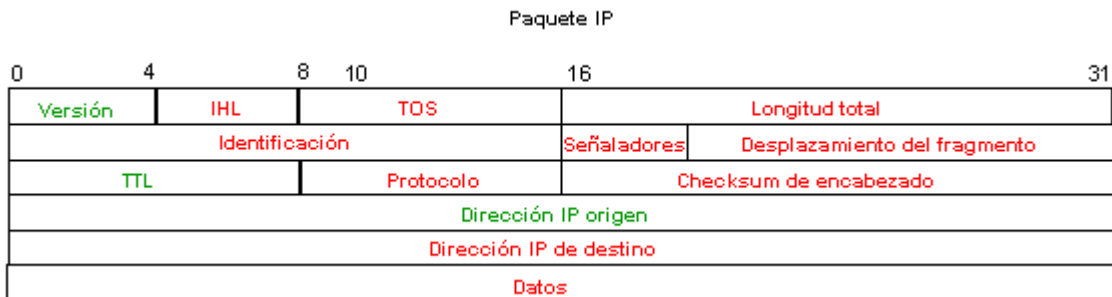 Paquete IP
0 4 8 10 16 31
Versión IHL TOS Longitud total
Identificación Señaladores Desplazamiento del fragmento
TTL Protocolo Checksum de encabezado
Dirección IP origen
Dirección IP de destino
Datos